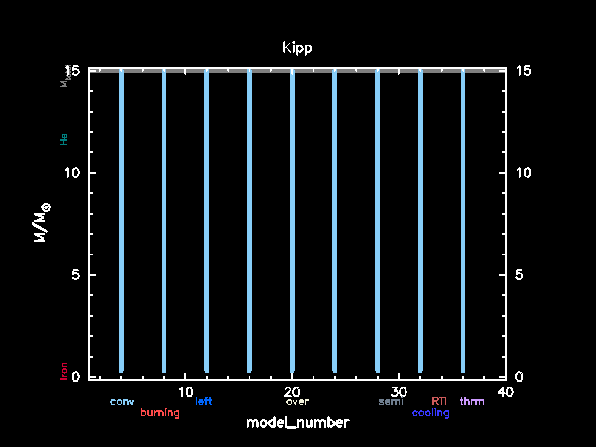 Kipp
15 15
He
10 10
M/M⊙
5 5
Iron
0 0
10 20 30 40
conv left over semi RTI thrm
burning cooling
model_number